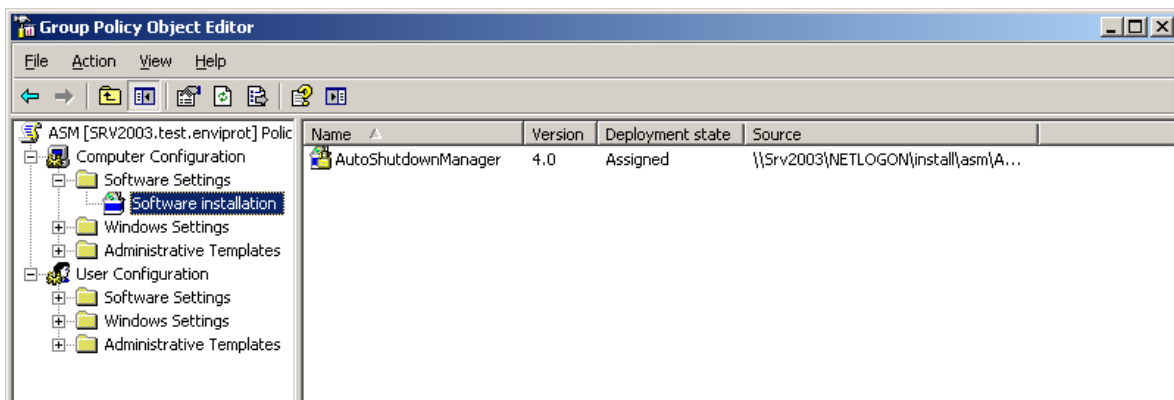 Group Policy Object Editor
File Action View Help
ASM [SRV2003.test.enviprot] Polic
Computer Configuration
Software Settings
Software installation
Windows Settings
Administrative Templates
User Configuration
Software Settings
Windows Settings
Administrative Templates
Name Version Deployment state Source
AutoShutdownManager 4.0 Assigned \\Srv2003\NETLOGON\install\asm\A...